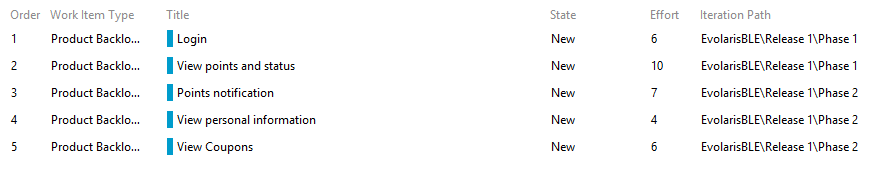 Order Work Item Type Title State Effort Iteration Path
1 Product Backlo... Login New 6 EvolarisBLE\Release 1\Phase 1
2 Product Backlo... View points and status New 10 EvolarisBLE\Release 1\Phase 1
3 Product Backlo... Points notification New 7 EvolarisBLE\Release 1\Phase 2
4 Product Backlo... View personal information New 4 EvolarisBLE\Release 1\Phase 2
5 Product Backlo... View Coupons New 6 EvolarisBLE\Release 1\Phase 2